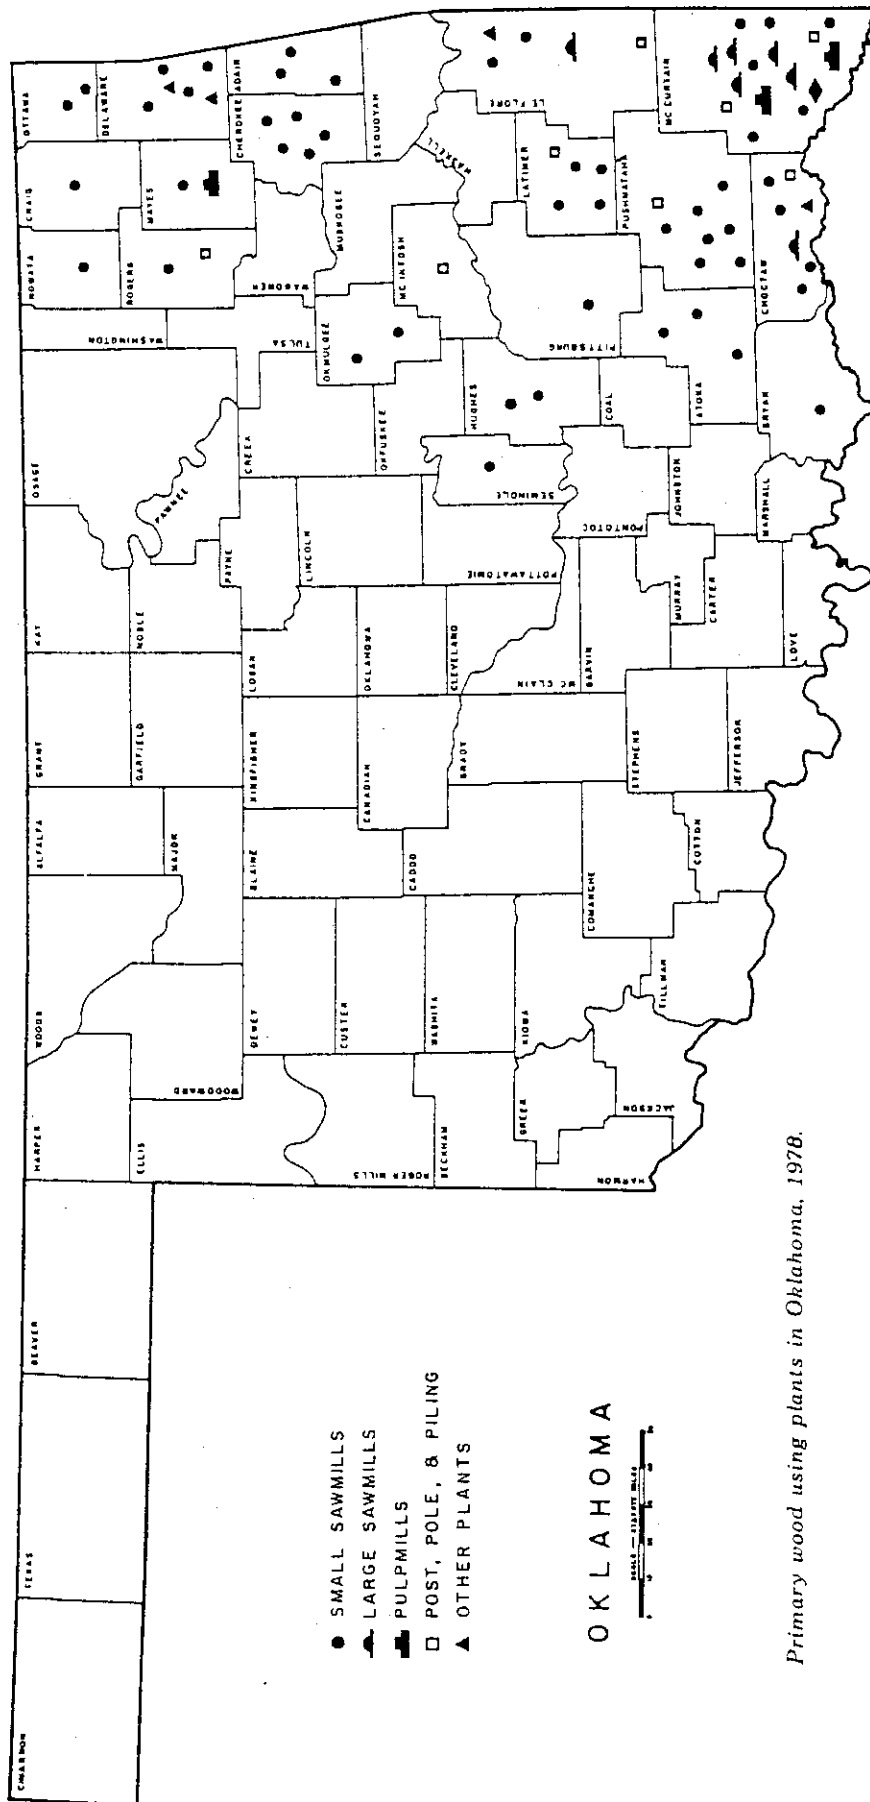 CIMARRON
TEXAS
BEAVER
HARPER
WOODS
ALFALFA
GRANT
KAY
OSAGE
WASHINGTON
NOWATA
CRAIG
OTTAWA
ELLIS
WOODWARD
MAJOR
GARFIELD
NOBLE
PAWNEE
ROGERS
MAYES
DELAWARE
ROGER MILLS
DEWEY
BLAINE
KINGFISHER
LOGAN
PAYNE
CREEK
TULSA
WAGONER
CHEROKEE
ADAIR
CUSTER
CANADIAN
OKLAHOMA
LINCOLN
OKFUSKEE
OKMULGEE
MUSKOGEE
SEQUOYAH
BECKHAM
WASHITA
CADDO
GRADY
CLEVELAND
POTTAWATOMIE
SEMINOLE
HUGHES
MC INTOSH
HASKELL
LE FLORE
GREER
KIOWA
COMANCHE
MC CLAIN
GARVIN
PONTOTOC
COAL
PITTSBURG
LATIMER
HARMON
JACKSON
TILLMAN
COTTON
STEPHENS
JEFFERSON
MURRAY
CARTER
JOHNSTON
ATOKA
PUSHMATAHA
MC CURTAIN
LOVE
MARSHALL
BRYAN
CHOCTAW
SMALL SAWMILLS
LARGE SAWMILLS
PULPMILLS
POST, POLE, & PILING
OTHER PLANTS
OKLAHOMA
SCALE — STATUTE MILES
Primary wood using plants in Oklahoma, 1978.